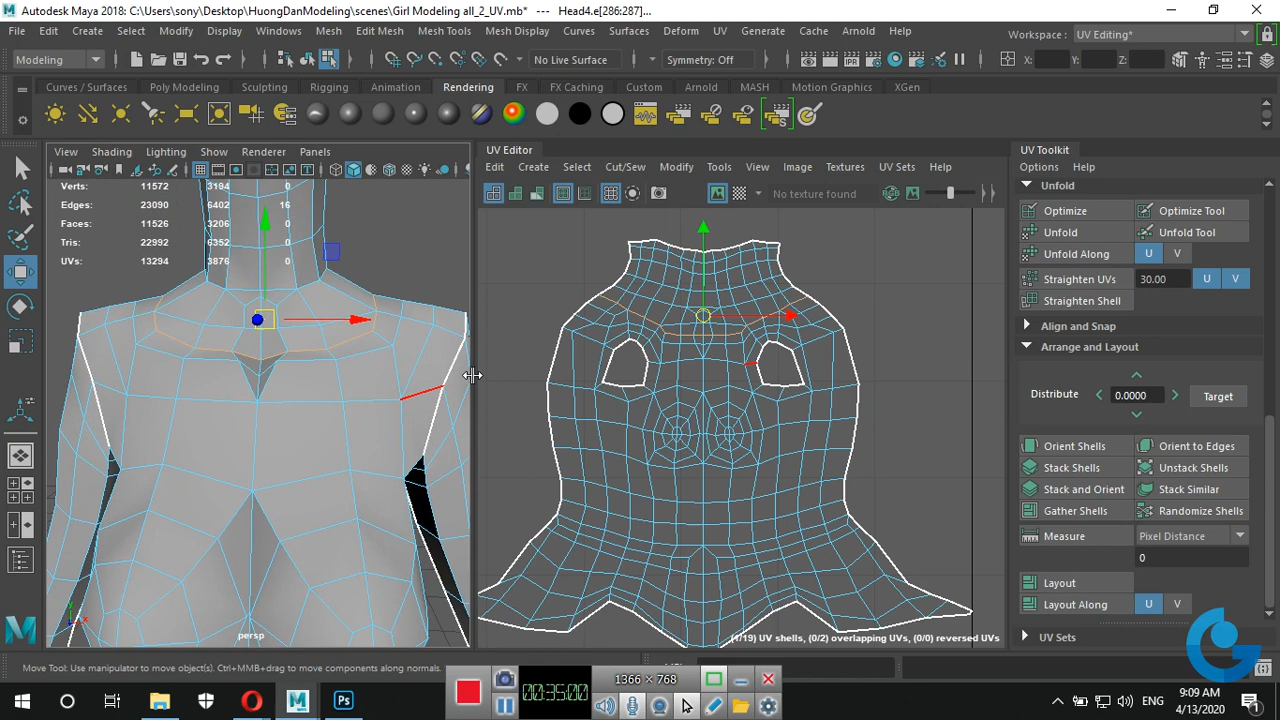 Autodesk Maya 2018: C:\Users\sony\Desktop\HuongDanModeling\scenes\Girl Modeling all_2_UV.mb* --- Head4.e[286:287]...
File Edit Create Select Modify Display Windows Mesh Edit Mesh Mesh Tools Mesh Display Curves Surfaces Deform UV Generate Cache Arnold Help Workspace : UV Editing*
Modeling No Live Surface Symmetry: Off X: Y: Z:
Curves / Surfaces Poly Modeling Sculpting Rigging Animation Rendering FX FX Caching Custom Arnold MASH Motion Graphics XGen
UV Editor UV Toolkit
View Shading Lighting Show Renderer Panels
Edit Create Select Cut/Sew Modify Tools View Image Textures UV Sets Help
Options Help
No texture found
Verts: 11572 3194 0
Edges: 23090 6402 16
Faces: 11526 3206 0
Tris: 22992 6352 0
UVs: 13294 3876 0
Unfold
Optimize Optimize Tool
Unfold Unfold Tool
Unfold Along U V
Straighten UVs 30.00 U V
Straighten Shell
Align and Snap
Arrange and Layout
Distribute 0.0000 Target
Orient Shells Orient to Edges
Stack Shells Unstack Shells
Stack and Orient Stack Similar
Gather Shells Randomize Shells
Measure Pixel Distance
0
Layout
Layout Along U V
UV Sets
persp
(1/19) UV shells, (0/2) overlapping UVs, (0/0) reversed UVs
Move Tool: Use manipulator to move object(s). Ctrl+MMB+drag to move components along normals.
1366 × 768
00:35:00
ENG
9:09 AM
4/13/2020